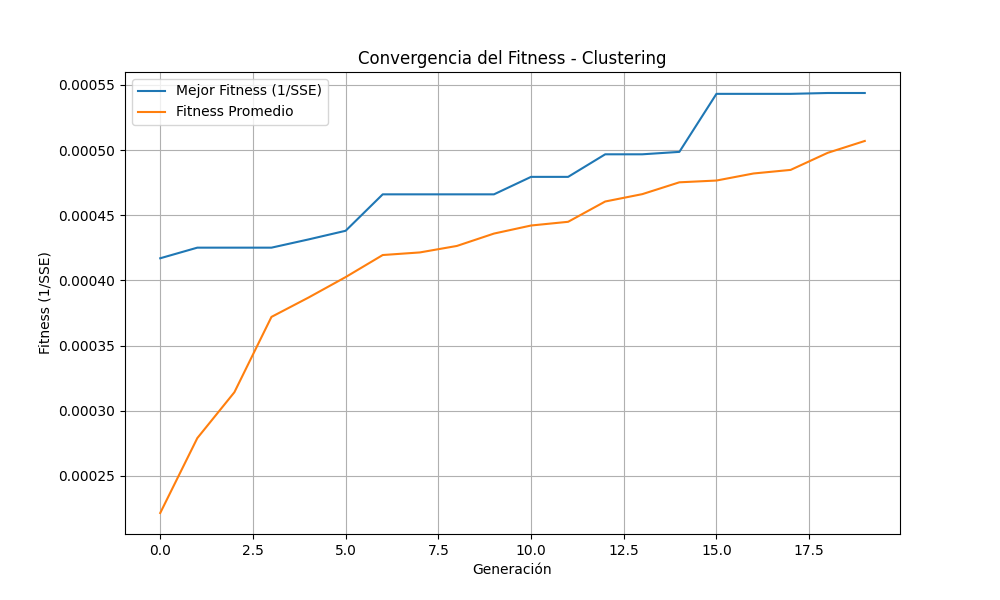 Convergencia del Fitness - Clustering
Mejor Fitness (1/SSE)
Fitness Promedio
Fitness (1/SSE)
0.00055
0.00050
0.00045
0.00040
0.00035
0.00030
0.00025
0.0 2.5 5.0 7.5 10.0 12.5 15.0 17.5
Generación